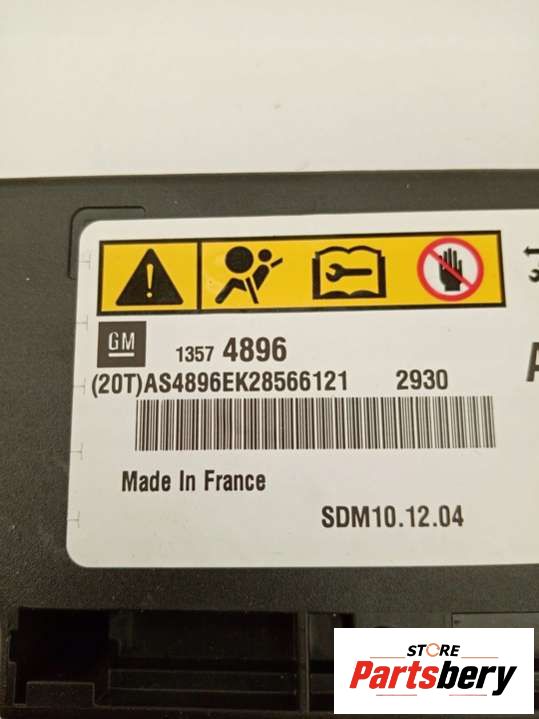 GM
1357 4896
(20T)AS4896EK28566121 2930
Made In France
SDM10.12.04
STORE
Partsbery